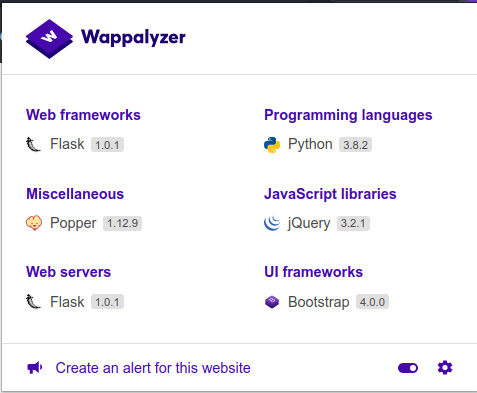 Wappalyzer
Web frameworks
Flask 1.0.1
Programming languages
Python 3.8.2
Miscellaneous
Popper 1.12.9
JavaScript libraries
jQuery 3.2.1
Web servers
Flask 1.0.1
UI frameworks
Bootstrap 4.0.0
Create an alert for this website